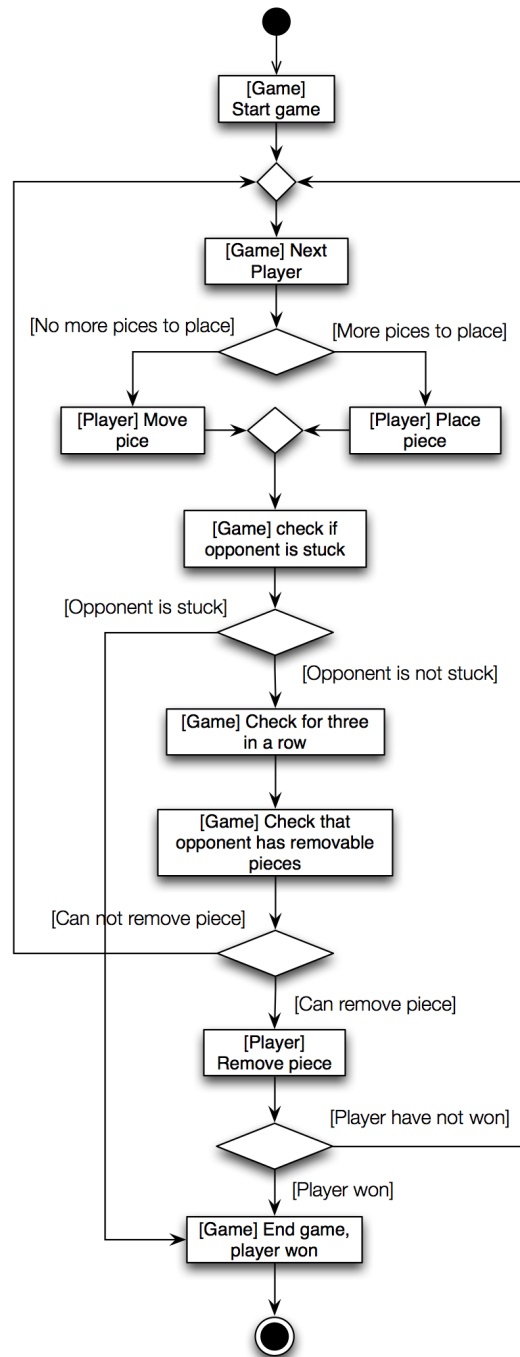 [Game]
Start game
[Game] Next
Player
[No more pices to place]
[More pices to place]
[Player] Move
pice
[Player] Place
piece
[Game] check if
opponent is stuck
[Opponent is stuck]
[Opponent is not stuck]
[Game] Check for three
in a row
[Game] Check that
opponent has removable
pieces
[Can not remove piece]
[Can remove piece]
[Player]
Remove piece
[Player have not won]
[Player won]
[Game] End game,
player won